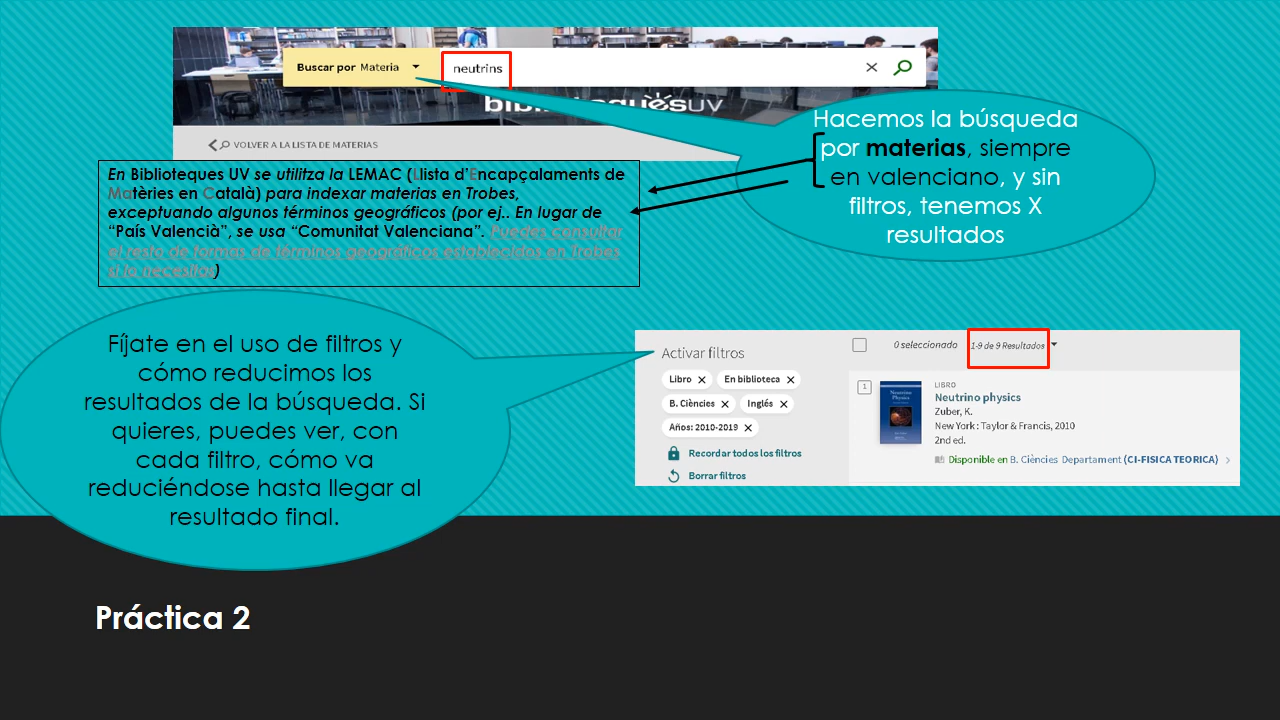 Buscar por Materia
neutrins
bibliotequesuv
VOLVER A LA LISTA DE MATERIAS
Hacemos la búsqueda
por materias, siempre
en valenciano, y sin
filtros, tenemos X
resultados
En Biblioteques UV se utilitza la LEMAC (Llista d’Encapçalaments de
Matèries en Català) para indexar materias en Trobes,
exceptuando algunos términos geográficos (por ej.. En lugar de
“País Valencià”, se usa “Comunitat Valenciana”. Puedes consultar
el resto de formas de términos geográficos establecidos en Trobes
si lo necesitas)
Fíjate en el uso de filtros y
cómo reducimos los
resultados de la búsqueda. Si
quieres, puedes ver, con
cada filtro, cómo va
reduciéndose hasta llegar al
resultado final.
Activar filtros
Libro X En biblioteca X
B. Ciències X Inglés X
Años: 2010-2019 X
Recordar todos los filtros
Borrar filtros
0 seleccionado 1-9 de 9 Resultados
1
Neutrino
Physics
LIBRO
Neutrino physics
Zuber, K.
New York : Taylor & Francis, 2010
2nd ed.
Disponible en B. Ciències Departament (CI-FISICA TEORICA) >
Práctica 2